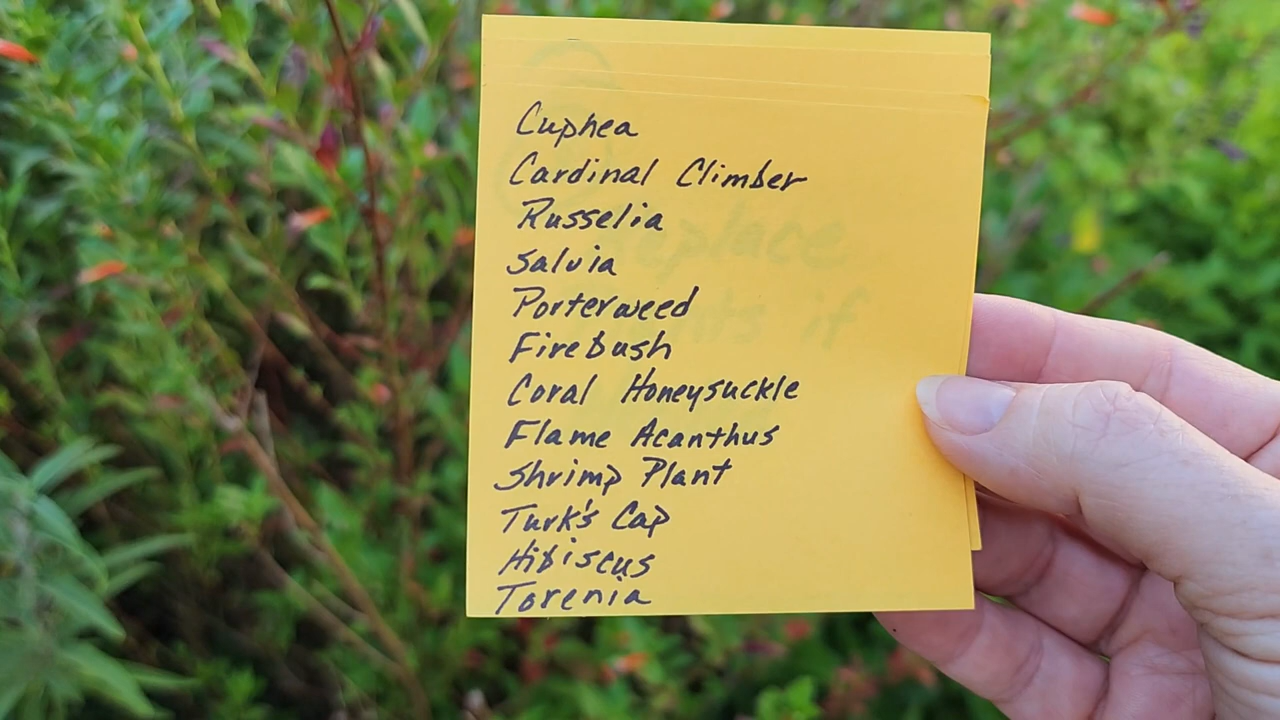 Cuphea
Cardinal Climber
Russelia
Salvia
Porterweed
Firebush
Coral Honeysuckle
Flame Acanthus
Shrimp Plant
Turk's Cap
Hibiscus
Torenia